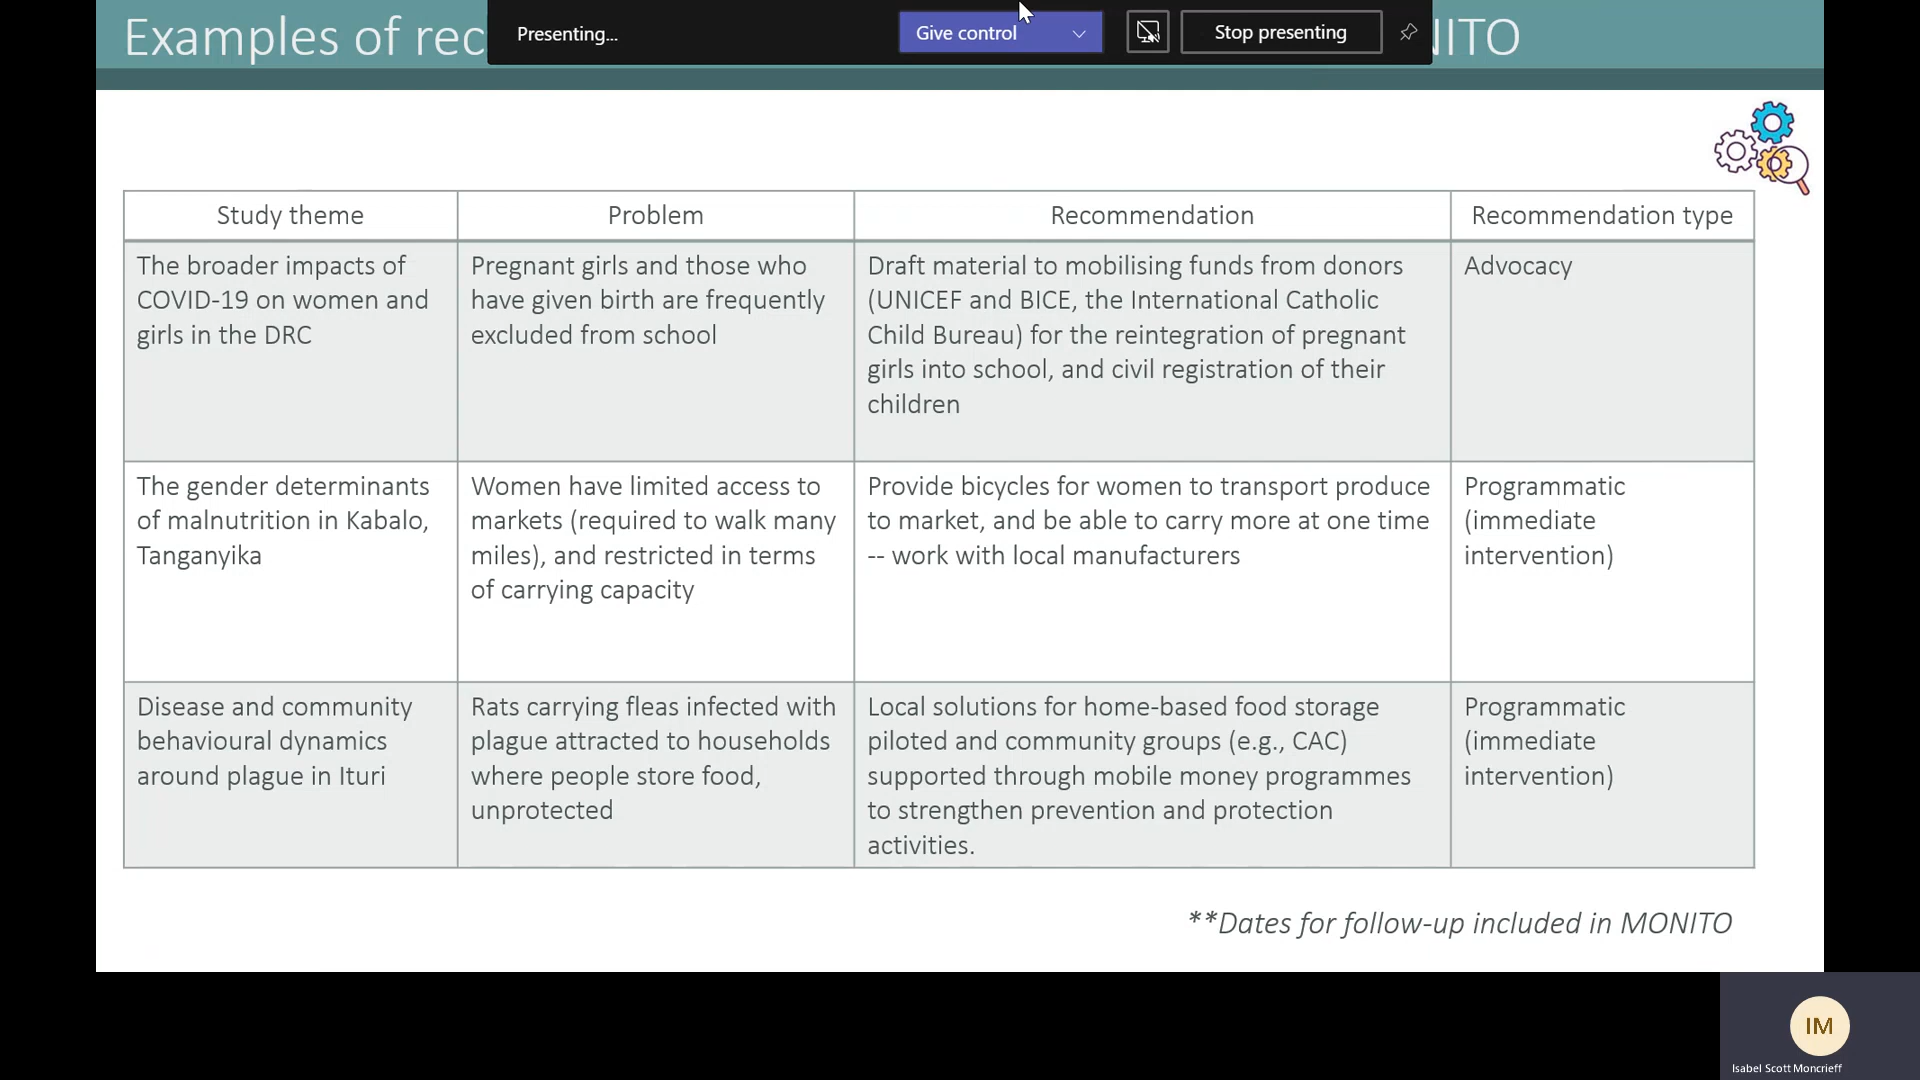 Examples of rec
NITO
Presenting...
Give control
Stop presenting
Study theme
Problem
Recommendation
Recommendation type
The broader impacts of
COVID-19 on women and
girls in the DRC
Pregnant girls and those who
have given birth are frequently
excluded from school
Draft material to mobilising funds from donors
(UNICEF and BICE, the International Catholic
Child Bureau) for the reintegration of pregnant
girls into school, and civil registration of their
children
Advocacy
The gender determinants
of malnutrition in Kabalo,
Tanganyika
Women have limited access to
markets (required to walk many
miles), and restricted in terms
of carrying capacity
Provide bicycles for women to transport produce
to market, and be able to carry more at one time
-- work with local manufacturers
Programmatic
(immediate
intervention)
Disease and community
behavioural dynamics
around plague in Ituri
Rats carrying fleas infected with
plague attracted to households
where people store food,
unprotected
Local solutions for home-based food storage
piloted and community groups (e.g., CAC)
supported through mobile money programmes
to strengthen prevention and protection
activities.
Programmatic
(immediate
intervention)
**Dates for follow-up included in MONITO
IM
Isabel Scott Moncrieff